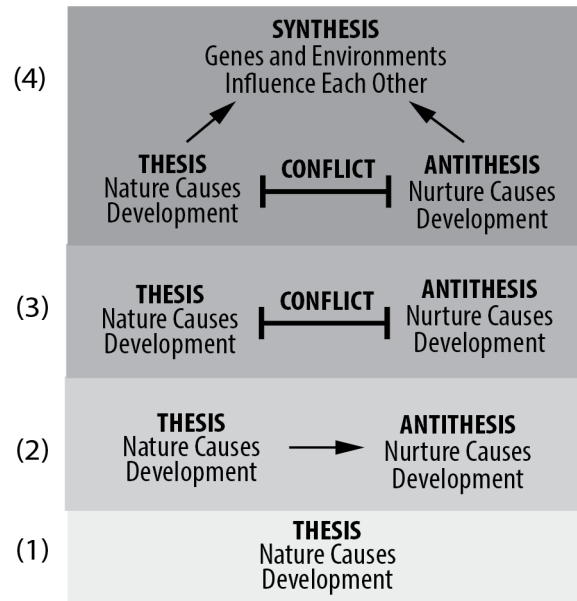 (4)
SYNTHESIS
Genes and Environments
Influence Each Other
THESIS
Nature Causes
Development
CONFLICT
ANTITHESIS
Nurture Causes
Development
(3)
THESIS
Nature Causes
Development
CONFLICT
ANTITHESIS
Nurture Causes
Development
(2)
THESIS
Nature Causes
Development
ANTITHESIS
Nurture Causes
Development
(1)
THESIS
Nature Causes
Development